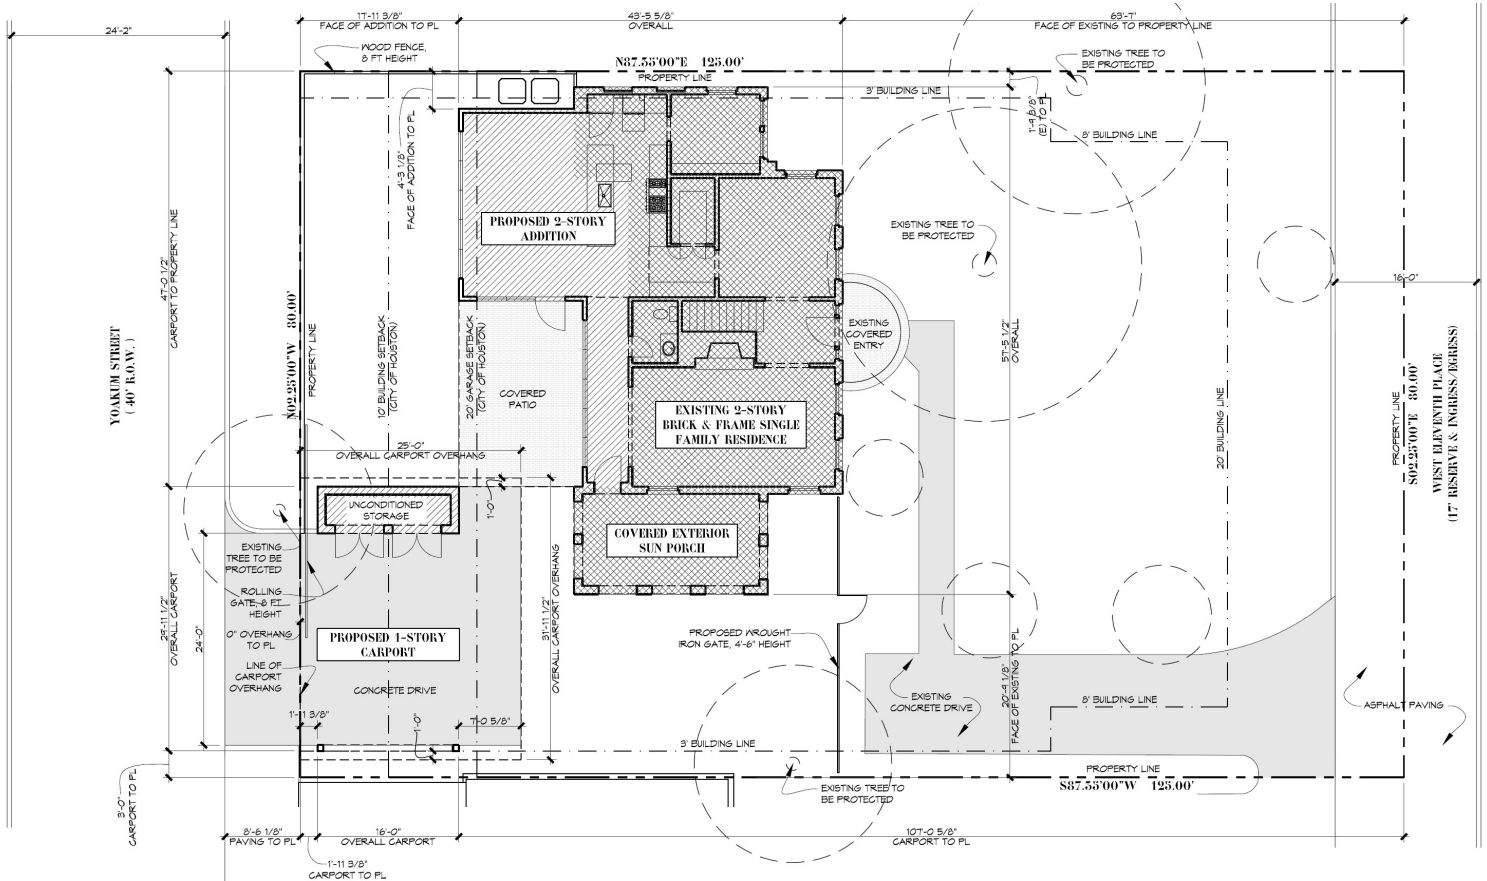 17'-11 3/8"
FACE OF ADDITION TO PL
43'-5 5/8"
OVERALL
63'-7"
FACE OF EXISTING TO PROPERTY LINE
24'-2"
WOOD FENCE,
8 FT HEIGHT
N87.55'00"E 125.00'
PROPERTY LINE
EXISTING TREE TO
BE PROTECTED
3' BUILDING LINE
1'-4 3/8"
(E) TO PL
8' BUILDING LINE
4'-3 1/8"
FACE OF ADDITION TO PL
PROPOSED 2-STORY
ADDITION
EXISTING TREE TO
BE PROTECTED
47'-0 1/2"
CARPORT TO PROPERTY LINE
16'-0"
YOAKUM STREET
( 40' R.O.W. )
N02.25'00"W 80.00'
PROPERTY LINE
10' BUILDING SETBACK
(CITY OF HOUSTON)
20' GARAGE SETBACK
(CITY OF HOUSTON)
EXISTING
COVERED
ENTRY
57'-5 1/2"
OVERALL
COVERED
PATIO
EXISTING 2-STORY
BRICK & FRAME SINGLE
FAMILY RESIDENCE
20' BUILDING LINE
PROPERTY LINE
S02.25'00"E 80.00'
WEST ELEVENTH PLACE
(17' RESERVE & INGRESS/EGRESS)
25'-0"
OVERALL CARPORT OVERHANG
1'-0"
UNCONDITIONED
STORAGE
COVERED EXTERIOR
SUN PORCH
EXISTING
TREE TO BE
PROTECTED
ROLLING
GATE, 8 FT
HEIGHT
0" OVERHANG
TO PL
LINE OF
CARPORT
OVERHANG
29'-11 1/2"
OVERALL CARPORT
24'-0"
PROPOSED 1-STORY
CARPORT
31'-11 1/2"
OVERALL CARPORT OVERHANG
PROPOSED WROUGHT
IRON GATE, 4'-6" HEIGHT
20'-9 1/8"
FACE OF EXISTING TO PL
CONCRETE DRIVE
EXISTING
CONCRETE DRIVE
8' BUILDING LINE
ASPHALT PAVING
1'-11 3/8"
1'-0"
7'-0 5/8"
3' BUILDING LINE
PROPERTY LINE
S87.55'00"W 125.00'
EXISTING TREE TO
BE PROTECTED
3'-0"
CARPORT TO PL
8'-6 1/8"
PAVING TO PL
16'-0"
OVERALL CARPORT
107'-0 5/8"
CARPORT TO PL
1'-11 3/8"
CARPORT TO PL